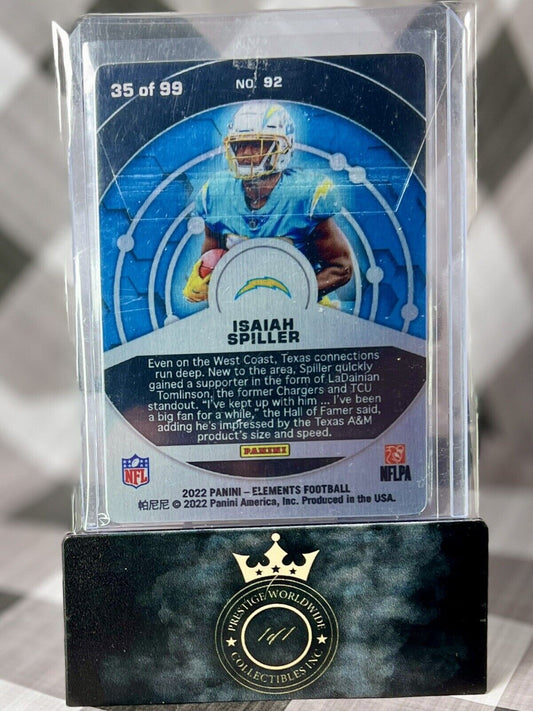 35 of 99
NO. 92
ISAIAH
SPILLER
Even on the West Coast, Texas connections
run deep. New to the area, Spiller quickly
gained a supporter in the form of LaDainian
Tomlinson, the former Chargers and TCU
standout. "I've kept up with him ... I've been
a big fan for a while," the Hall of Famer said,
adding he's impressed by the Texas A&M
product's size and speed.
PANINI
NFL
NFLPA
2022 PANINI – ELEMENTS FOOTBALL
帕尼尼 © 2022 Panini America, Inc. Produced in the USA.
PRESTIGE WORLDWIDE
1 of 1
COLLECTIBLES INC